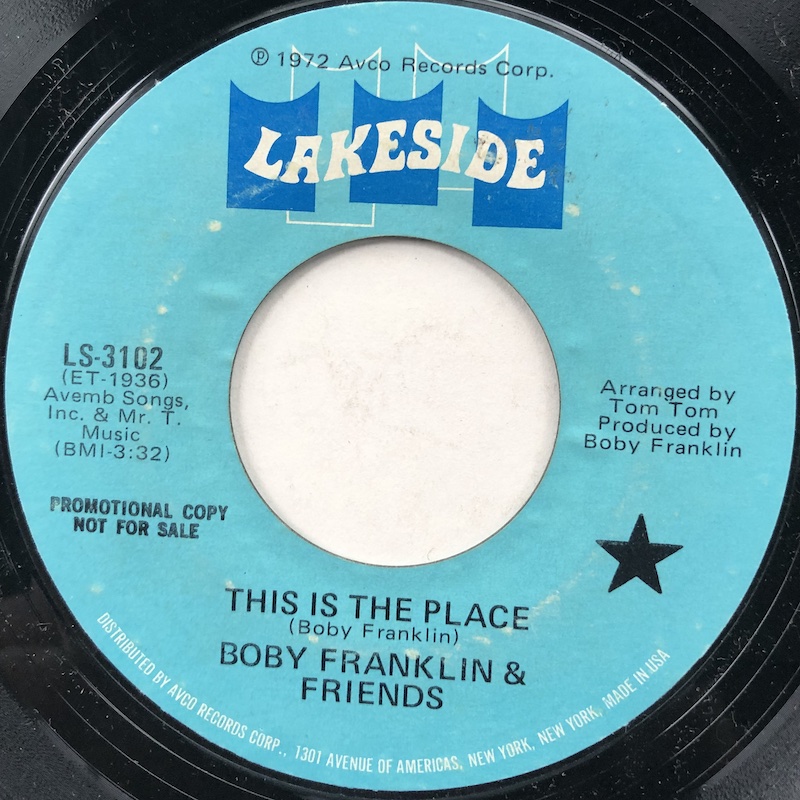 ℗ 1972 Avco Records Corp.
LAKESIDE
LS-3102
(ET-1936)
Avemb Songs,
Inc. & Mr. T.
Music
(BMI-3:32)
Arranged by
Tom Tom
Produced by
Boby Franklin
PROMOTIONAL COPY
NOT FOR SALE
THIS IS THE PLACE
(Boby Franklin)
BOBY FRANKLIN &
FRIENDS
DISTRIBUTED BY AVCO RECORDS CORP., 1301 AVENUE OF AMERICAS, NEW YORK, NEW YORK, MADE IN USA